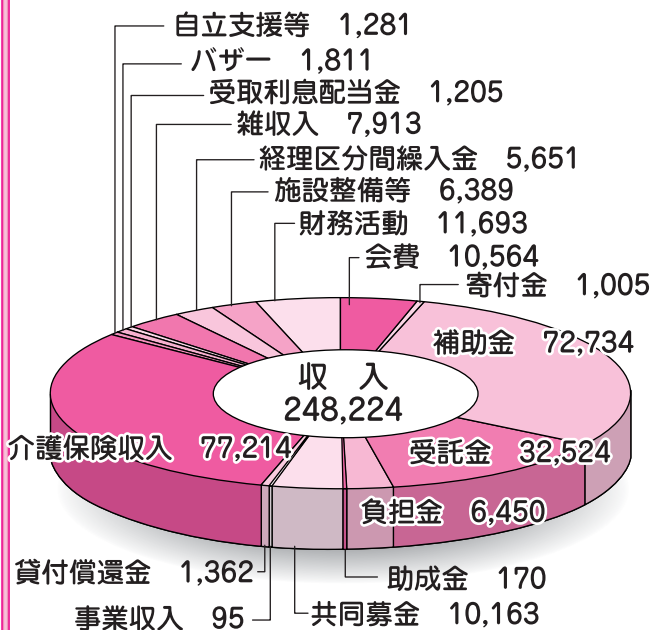 自立支援等 1,281
バザー 1,811
受取利息配当金 1,205
雑収入 7,913
経理区分間繰入金 5,651
施設整備等 6,389
財務活動 11,693
会費 10,564
寄付金 1,005
補助金 72,734
収 入
248,224
介護保険収入 77,214
受託金 32,524
負担金 6,450
貸付償還金 1,362
助成金 170
事業収入 95
共同募金 10,163